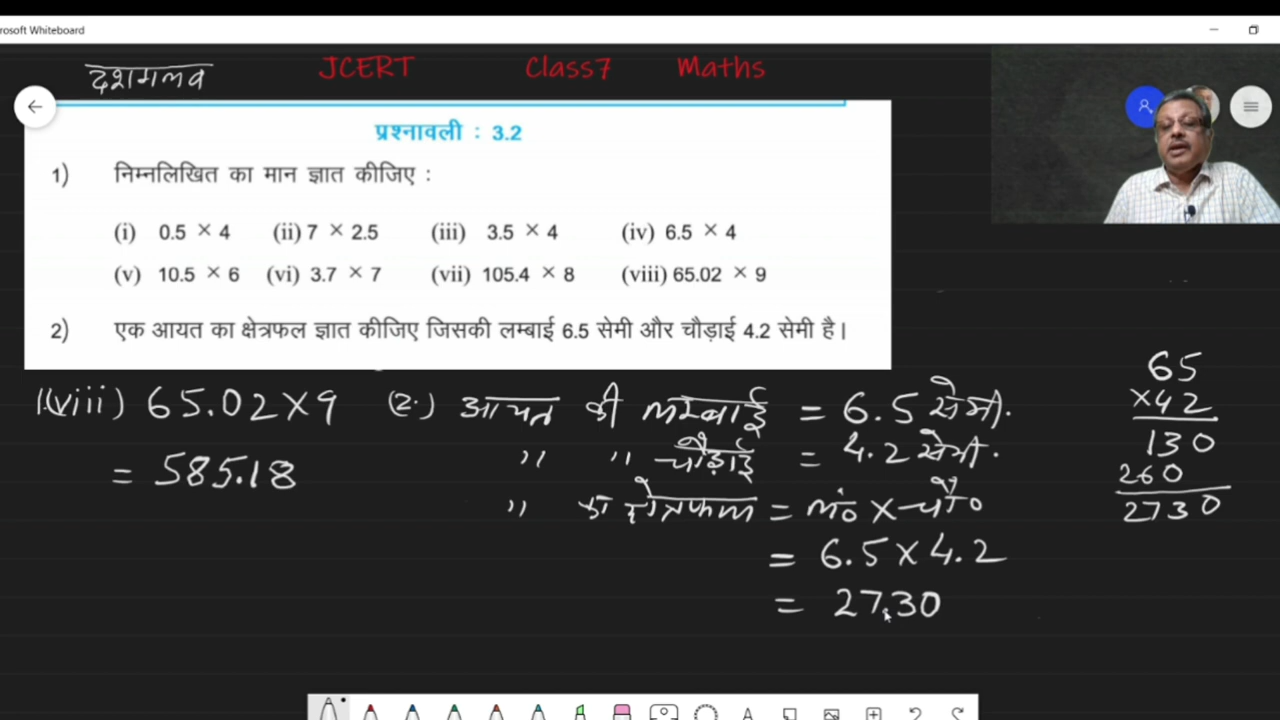 rosoft Whiteboard
दशमलव JCERT Class7 Maths
प्रश्नावली : 3.2
1) निम्नलिखित का मान ज्ञात कीजिए :
(i) 0.5 × 4 (ii) 7 × 2.5 (iii) 3.5 × 4 (iv) 6.5 × 4
(v) 10.5 × 6 (vi) 3.7 × 7 (vii) 105.4 × 8 (viii) 65.02 × 9
2) एक आयत का क्षेत्रफल ज्ञात कीजिए जिसकी लम्बाई 6.5 सेमी और चौड़ाई 4.2 सेमी है।
1.(viii) 65.02×9
= 585.18
(2.) आयत की लम्बाई = 6.5 सेमी.
" " चौड़ाई = 4.2 सेमी.
" का क्षेत्रफल = ल० × चौ०
= 6.5×4.2
= 27.30
65
×42
130
260
2730